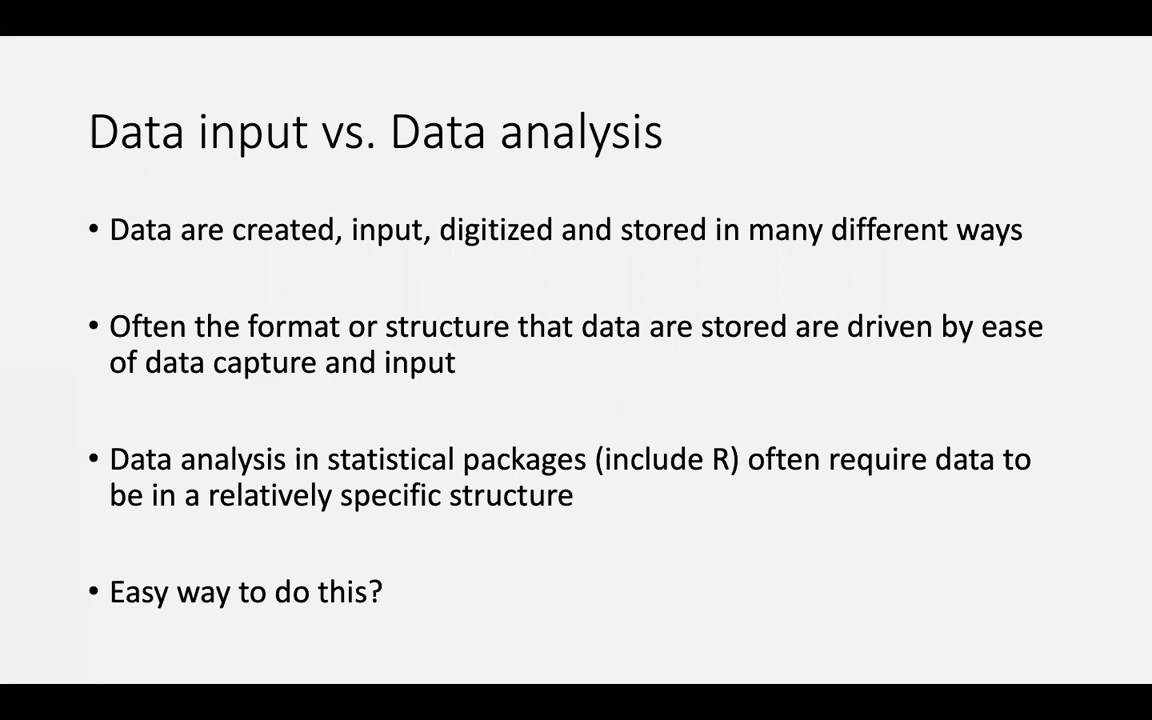 Data input vs. Data analysis
• Data are created, input, digitized and stored in many different ways
• Often the format or structure that data are stored are driven by ease
of data capture and input
• Data analysis in statistical packages (include R) often require data to
be in a relatively specific structure
• Easy way to do this?